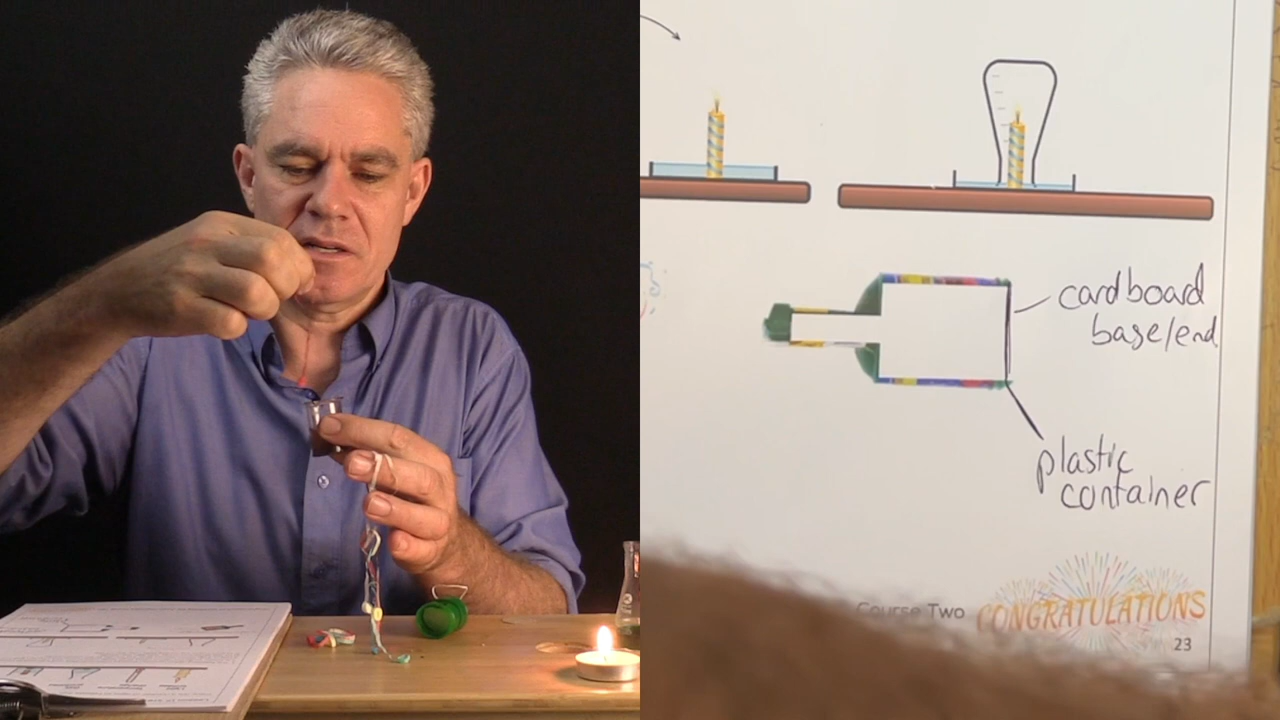 cardboard
base/end
plastic
container
Course Two
CONGRATULATIONS
23